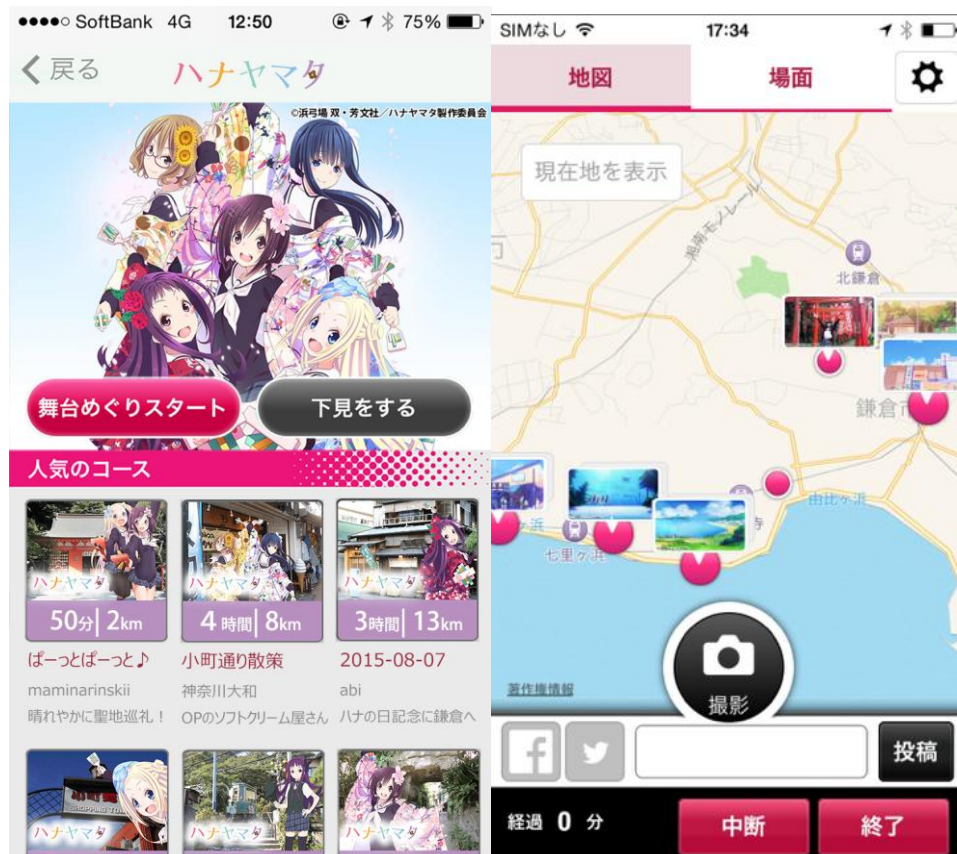 SoftBank 4G 12:50 75%
戻る
ハナヤマタ
©浜弓場 双・芳文社／ハナヤマタ製作委員会
舞台めぐりスタート
下見をする
人気のコース
ハナヤマタ
50分 2km
ぱーっとぱーっと♪
maminarinskii
晴れやかに聖地巡礼！
ハナヤマタ
4 時間 8km
小町通り散策
神奈川大和
OPのソフトクリーム屋さん
ハナヤマタ
3時間 13km
2015-08-07
abi
ハナの日記念に鎌倉へ
ハナヤマタ
ハナヤマタ
ハナヤマタ
SIMなし 17:34
地図
場面
現在地を表示
湘南モノレール
北鎌倉
鎌倉市
由比ヶ浜
七里ヶ浜
浜
寺
著作権情報
撮影
投稿
経過 0 分
中断
終了